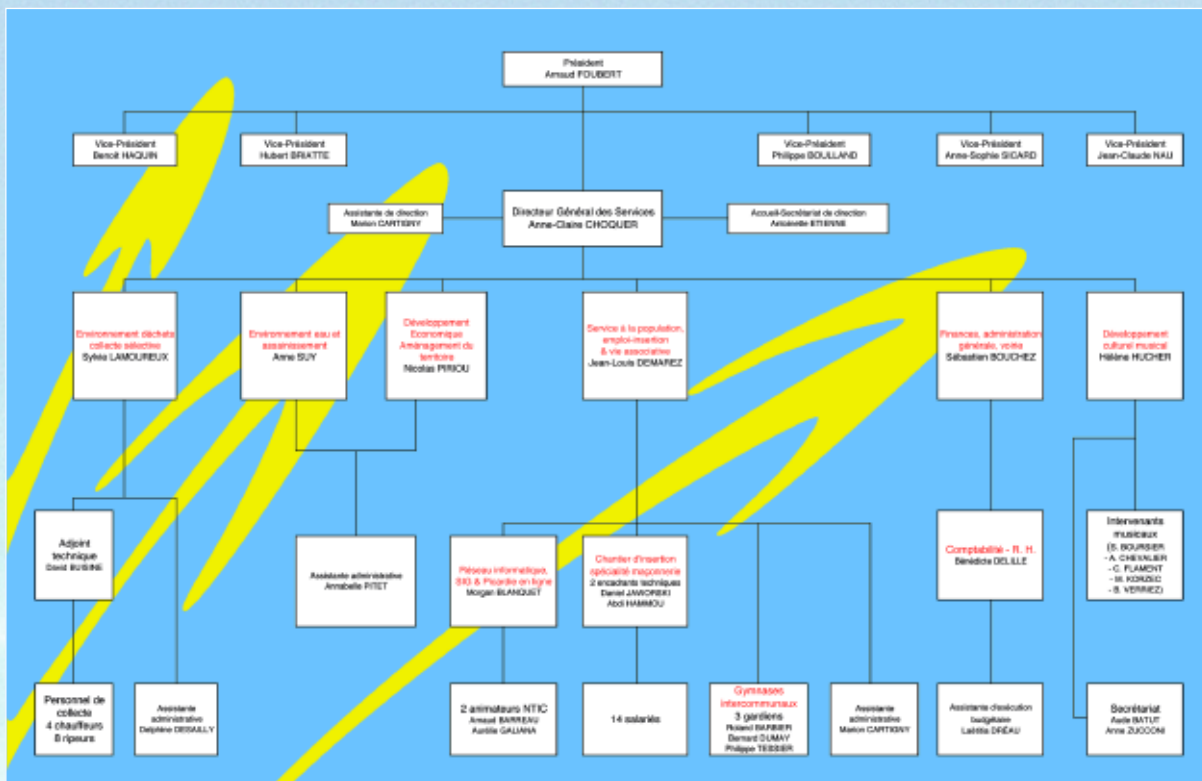 Président
Arnaud FOUBERT
Vice-Président
Benoît HAQUIN
Vice-Président
Hubert BRIATTE
Vice-Président
Philippe BOULLAND
Vice-Président
Anne-Sophie SICARD
Vice-Président
Jean-Claude NAU
Assistante de direction
Marion CARTIGNY
Directeur Général des Services
Anne-Claire CHOQUER
Accueil-Secrétariat de direction
Antoinette ETIENNE
Environnement déchets
collecte sélective
Sylvie LAMOUREUX
Environnement eau et
assainissement
Anne SUY
Développement
Economique
Aménagement du
territoire
Nicolas PIRIOU
Service à la population,
emploi-insertion
& vie associative
Jean-Louis DEMAREZ
Finances, administration
générale, voirie
Sébastien BOUCHEZ
Développement
culturel musical
Hélène HUCHER
Adjoint
technique
David BUISINE
Assistante administrative
Annabelle PITET
Réseau informatique,
SIG & Picardie en ligne
Morgan BLANQUET
Chantier d'insertion
spécialité maçonnerie
2 encadrants techniques
Daniel JAWORSKI
Abdi HAMMOU
Comptabilité - R. H.
Bénédicte DELILLE
Intervenants
musicaux
(S. BOURSIER
- A. CHEVALIER
- C. FLAMENT
- M. KORZEC
- B. VERRIEZ)
Personnel de
collecte
4 chauffeurs
8 ripeurs
Assistante
administrative
Delphine DESAILLY
2 animateurs NTIC
Arnaud BARREAU
Aurélie GALIANA
14 salariés
Gymnases
intercommunaux
3 gardiens
Roland BARBIER
Bernard DUMAY
Philippe TESSIER
Assistante
administrative
Marion CARTIGNY
Assistante d'exécution
budgétaire
Laëtitia DRÉAU
Secrétariat
Aude BATUT
Anne ZUCCONI